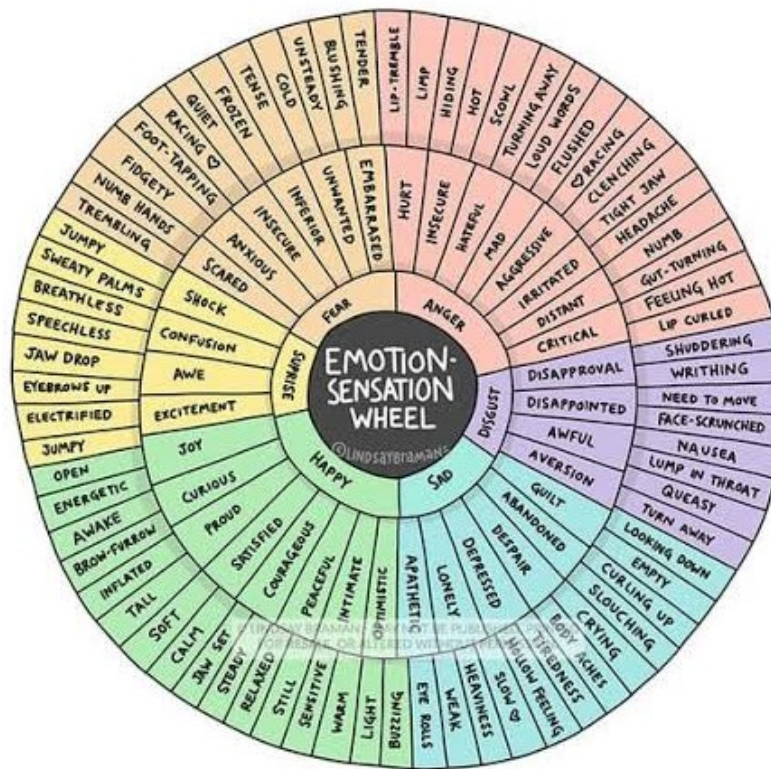 EMOTION-
SENSATION
WHEEL
©LINDSAYBRAMAN
FEAR
ANGER
DISGUST
SAD
HAPPY
SUPRISE
SCARED
ANXIOUS
INSECURE
INFERIOR
UNWANTED
EMBARRASED
HURT
INSECURE
HATEFUL
MAD
AGGRESSIVE
IRRITATED
DISTANT
CRITICAL
DISAPPROVAL
DISAPPOINTED
AWFUL
AVERSION
GUILT
ABANDONED
DESPAIR
DEPRESSED
LONELY
APATHETIC
OPTIMISTIC
INTIMATE
PEACEFUL
COURAGEOUS
SATISFIED
PROUD
CURIOUS
JOY
EXCITEMENT
AWE
CONFUSION
SHOCK
TREMBLING
NUMB HANDS
FIDGETY
FOOT-TAPPING
RACING ♡
QUIET
FROZEN
TENSE
COLD
UNSTEADY
BLUSHING
TENDER
LIP-TREMBLE
LIMP
HIDING
HOT
SCOWL
TURNING AWAY
LOUD WORDS
FLUSHED
♡ RACING
CLENCHING
TIGHT JAW
HEADACHE
NUMB
GUT-TURNING
FEELING HOT
LIP CURLED
SHUDDERING
WRITHING
NEED TO MOVE
FACE-SCRUNCHED
NAUSEA
LUMP IN THROAT
QUEASY
TURN AWAY
LOOKING DOWN
EMPTY
CURLING UP
SLOUCHING
CRYING
BODY ACHES
TIREDNESS
HOLLOW FEELING
SLOW ♡
HEAVINESS
WEAK
EYE ROLLS
BUZZING
LIGHT
WARM
SENSITIVE
STILL
RELAXED
STEADY
JAW SET
CALM
SOFT
TALL
INFLATED
BROW-FURROW
AWAKE
ENERGETIC
OPEN
JUMPY
ELECTRIFIED
EYEBROWS UP
JAW DROP
SPEECHLESS
BREATHLESS
SWEATY PALMS
JUMPY